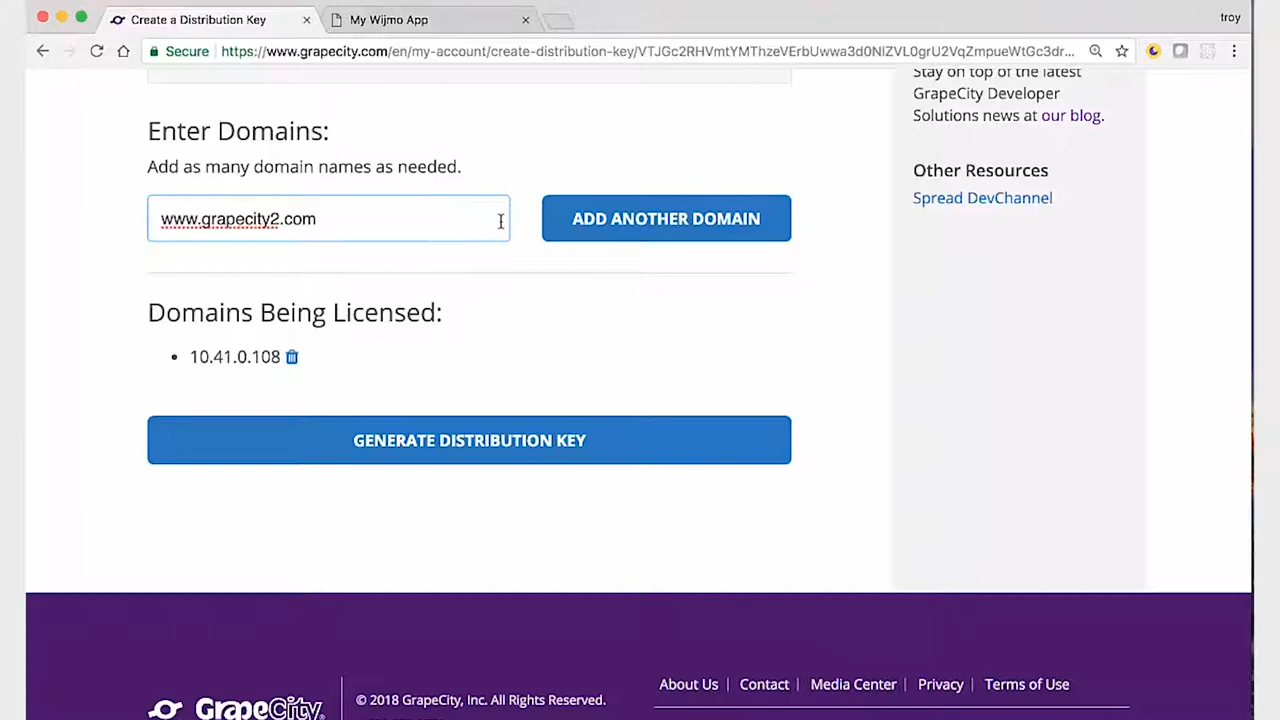 Create a Distribution Key
My Wijmo App
troy
Secure https://www.grapecity.com/en/my-account/create-distribution-key/VTJGc2RHVmtYMThzeVErbUwwa3d0NlZVL0grU2VqZmpueWtGc3dr...
Stay on top of the latest
GrapeCity Developer
Solutions news at our blog.
Enter Domains:
Add as many domain names as needed.
www.grapecity2.com
ADD ANOTHER DOMAIN
Other Resources
Spread DevChannel
Domains Being Licensed:
• 10.41.0.108
GENERATE DISTRIBUTION KEY
GrapeCity
© 2018 GrapeCity, Inc. All Rights Reserved.
About Us | Contact | Media Center | Privacy | Terms of Use